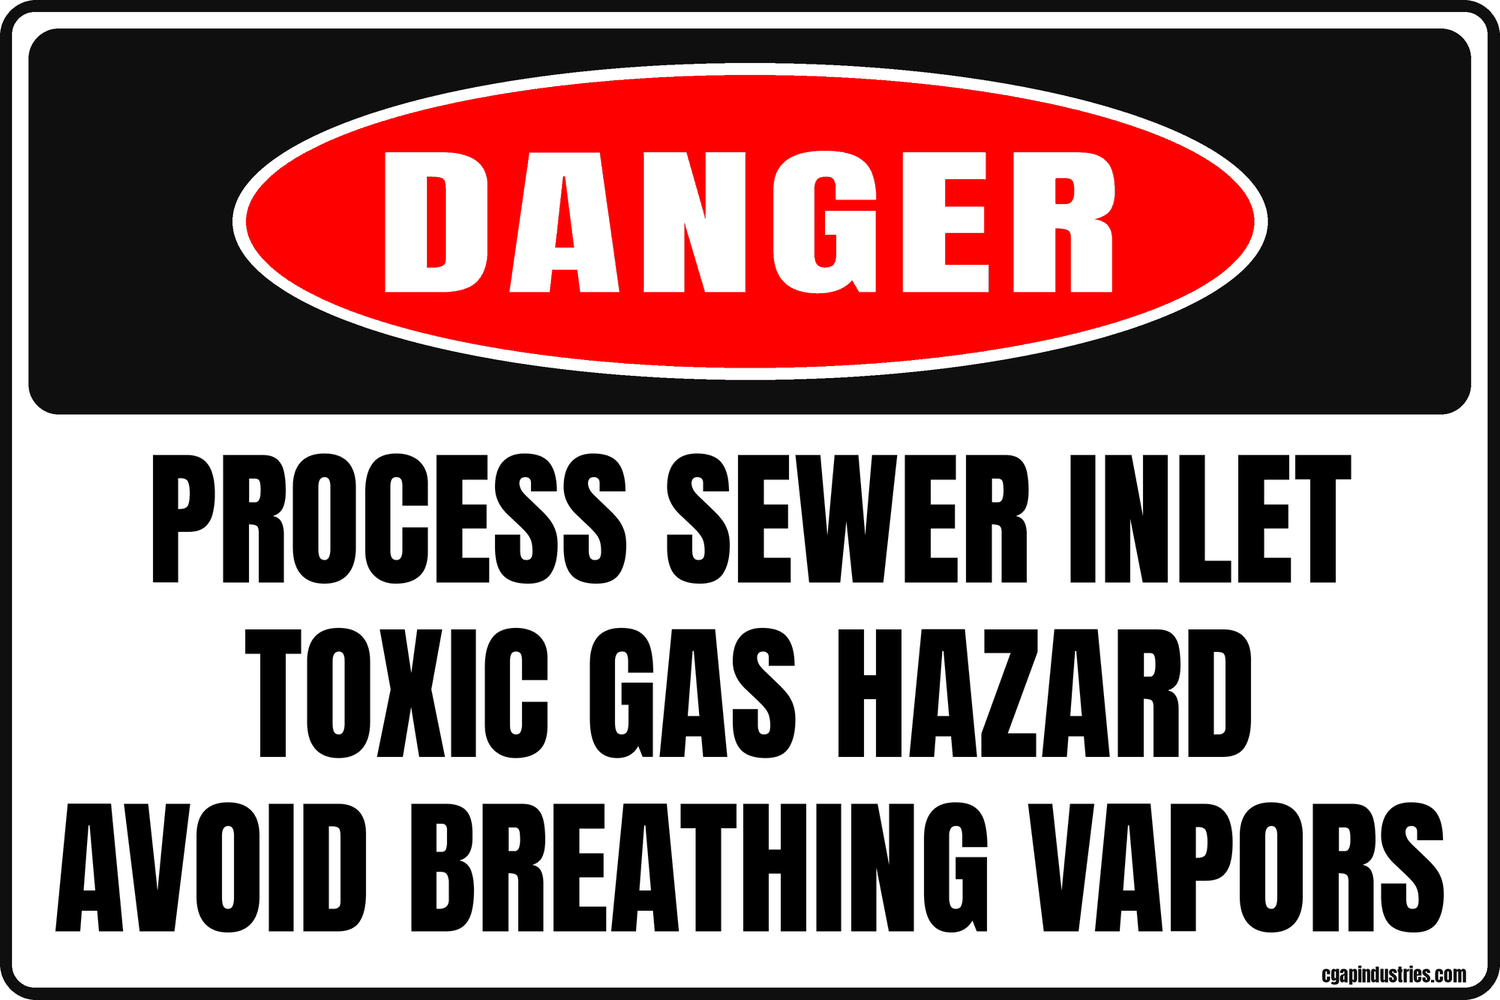 DANGER
PROCESS SEWER INLET
TOXIC GAS HAZARD
AVOID BREATHING VAPORS
cgapindustries.com